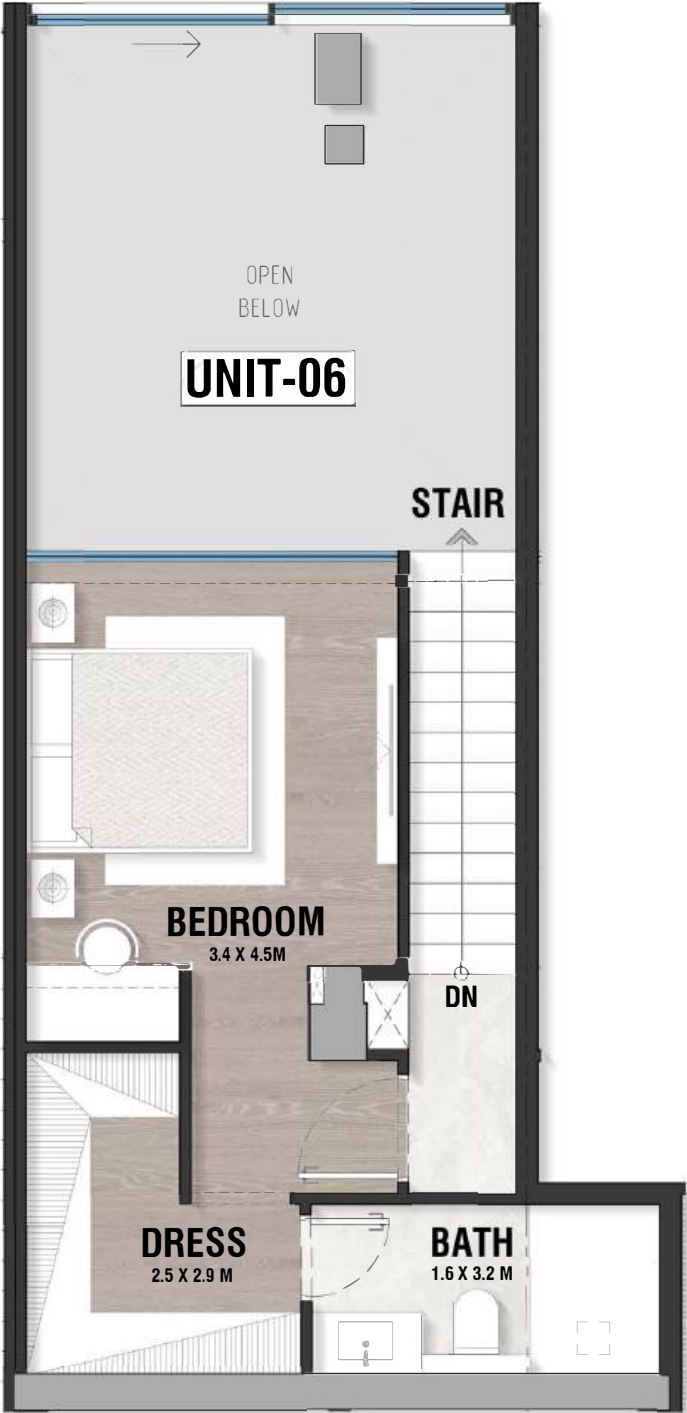 OPEN
BELOW
UNIT-06
STAIR
BEDROOM
3.4 X 4.5M
DN
DRESS
2.5 X 2.9 M
BATH
1.6 X 3.2 M